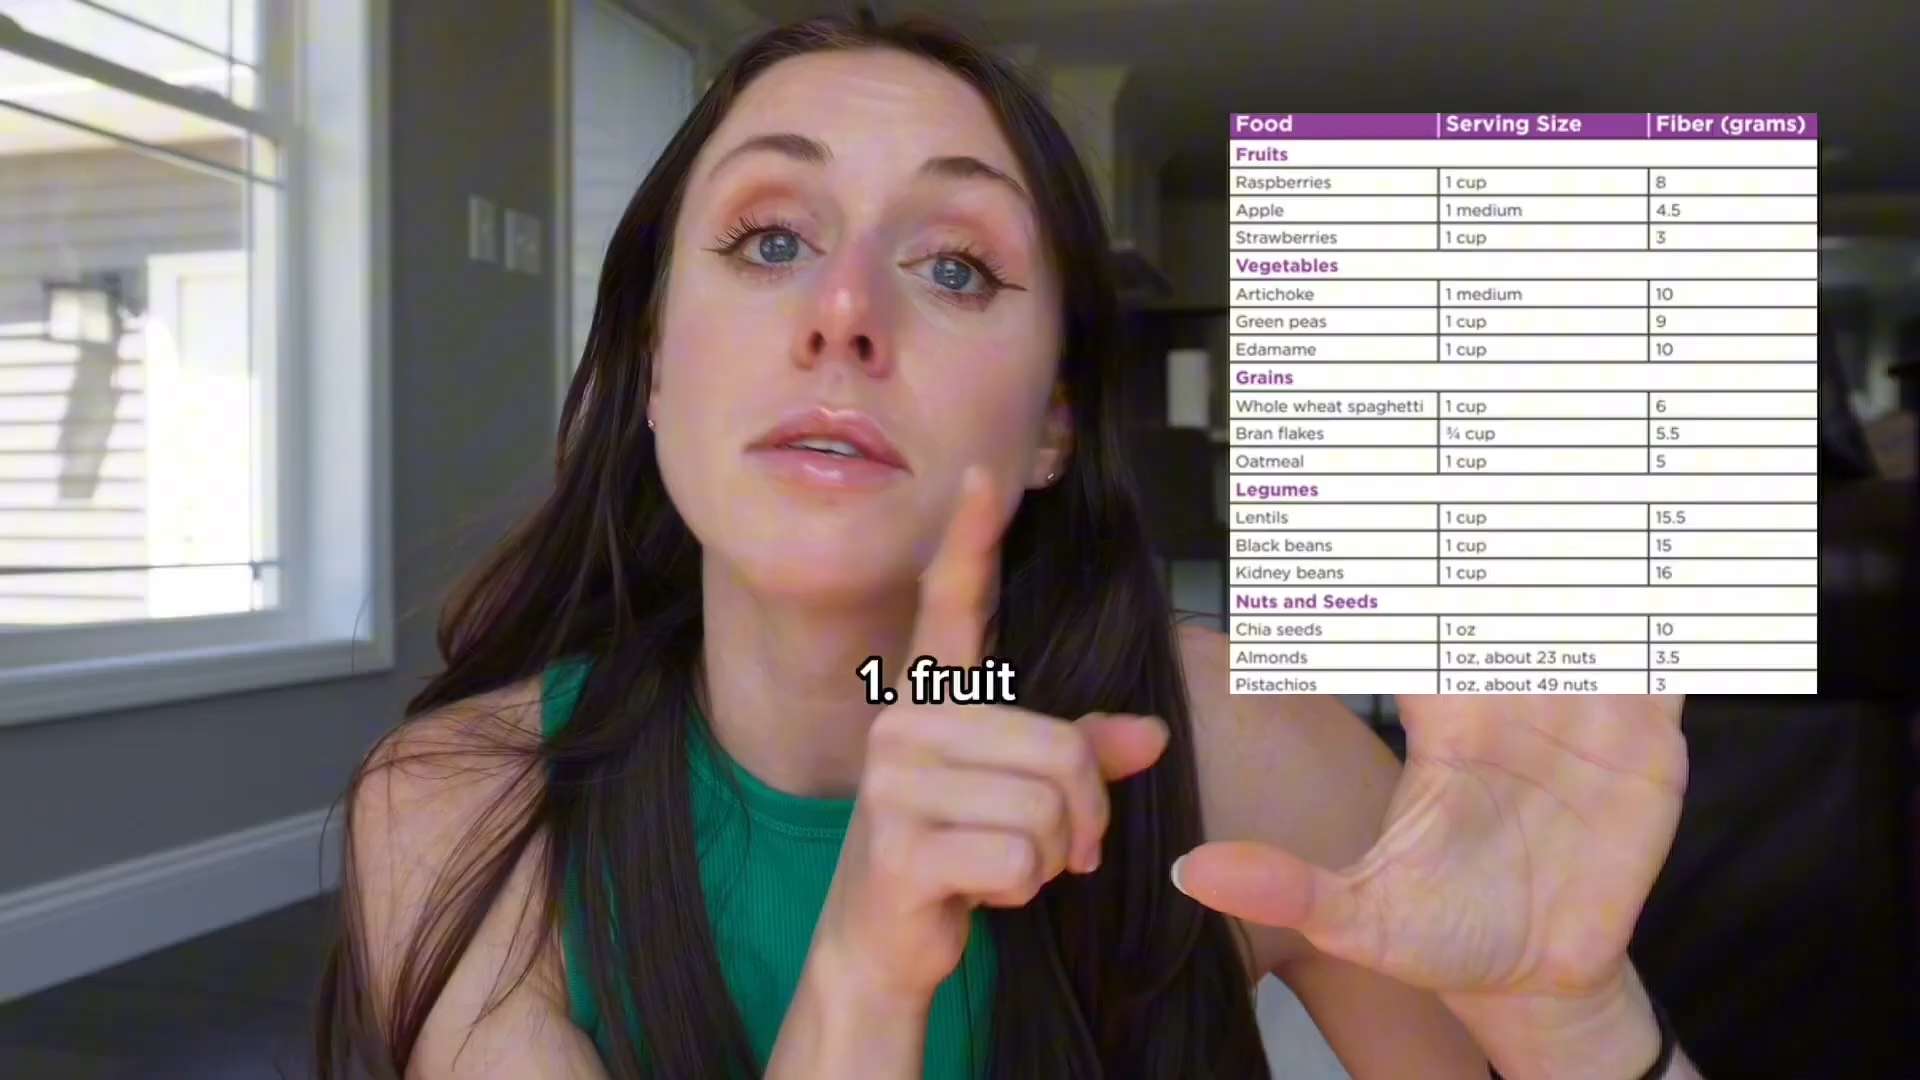 Food Serving Size Fiber (grams)
Fruits
Raspberries 1 cup 8
Apple 1 medium 4.5
Strawberries 1 cup 3
Vegetables
Artichoke 1 medium 10
Green peas 1 cup 9
Edamame 1 cup 10
Grains
Whole wheat spaghetti 1 cup 6
Bran flakes ¾ cup 5.5
Oatmeal 1 cup 5
Legumes
Lentils 1 cup 15.5
Black beans 1 cup 15
Kidney beans 1 cup 16
Nuts and Seeds
Chia seeds 1 oz 10
Almonds 1 oz, about 23 nuts 3.5
Pistachios 1 oz, about 49 nuts 3
1. fruit